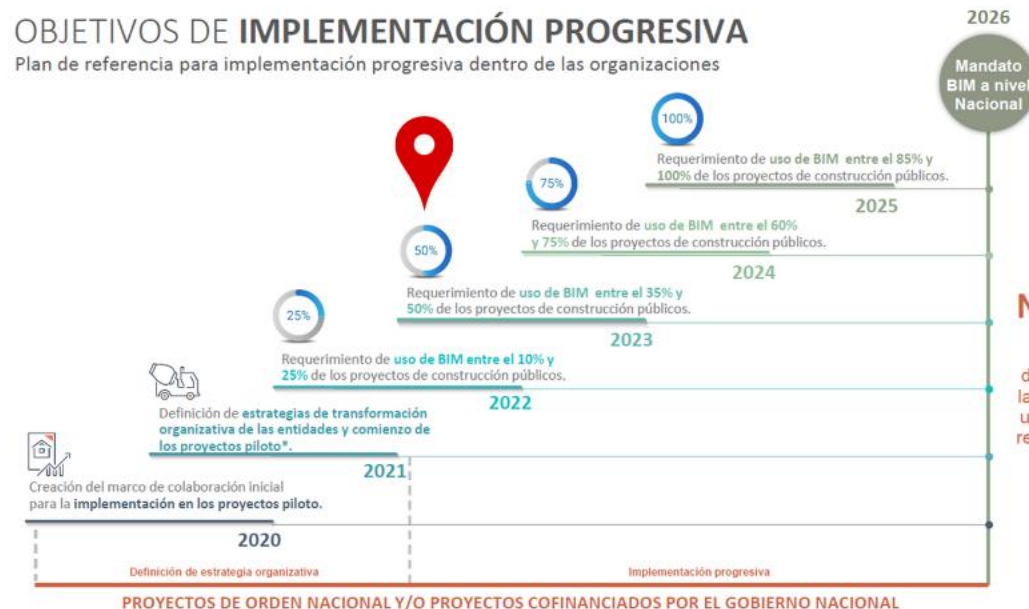 OBJETIVOS DE IMPLEMENTACIÓN PROGRESIVA
Plan de referencia para implementación progresiva dentro de las organizaciones
2026
Mandato
BIM a nivel
Nacional
100%
Requerimiento de uso de BIM entre el 85% y
100% de los proyectos de construcción públicos.
2025
75%
Requerimiento de uso de BIM entre el 60%
y 75% de los proyectos de construcción públicos.
2024
50%
Requerimiento de uso de BIM entre el 35% y
50% de los proyectos de construcción públicos.
2023
25%
Requerimiento de uso de BIM entre el 10% y
25% de los proyectos de construcción públicos.
2022
Definición de estrategias de transformación
organizativa de las entidades y comienzo de
los proyectos piloto*.
2021
Creación del marco de colaboración inicial
para la implementación en los proyectos piloto.
2020
Definición de estrategia organizativa
Implementación progresiva
PROYECTOS DE ORDEN NACIONAL Y/O PROYECTOS COFINANCIADOS POR EL GOBIERNO NACIONAL